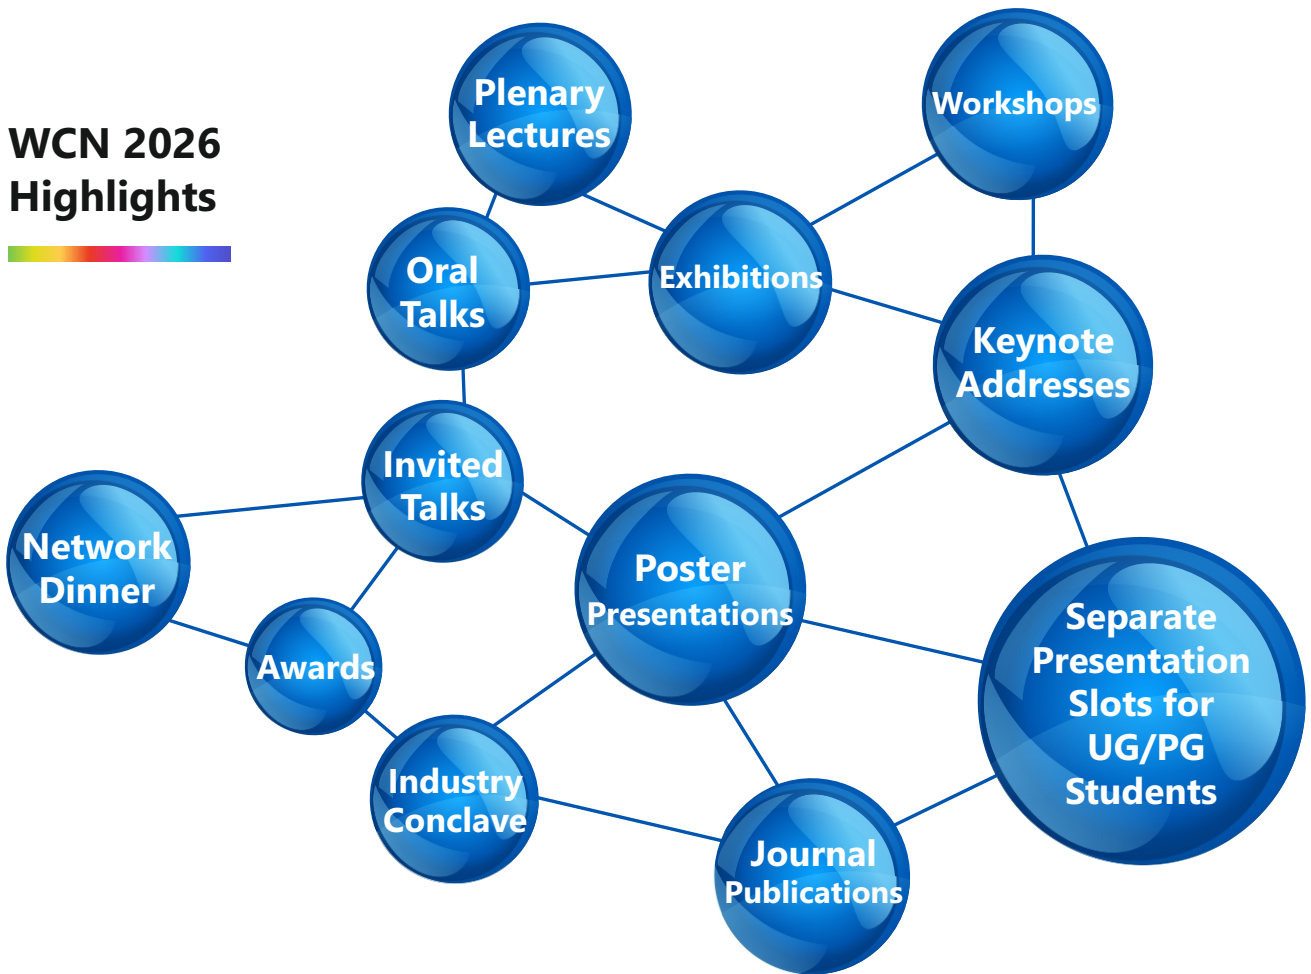 WCN 2026
Highlights
Plenary
Lectures
Workshops
Oral
Talks
Exhibitions
Keynote
Addresses
Invited
Talks
Network
Dinner
Poster
Presentations
Awards
Separate
Presentation
Slots for
UG/PG
Students
Industry
Conclave
Journal
Publications